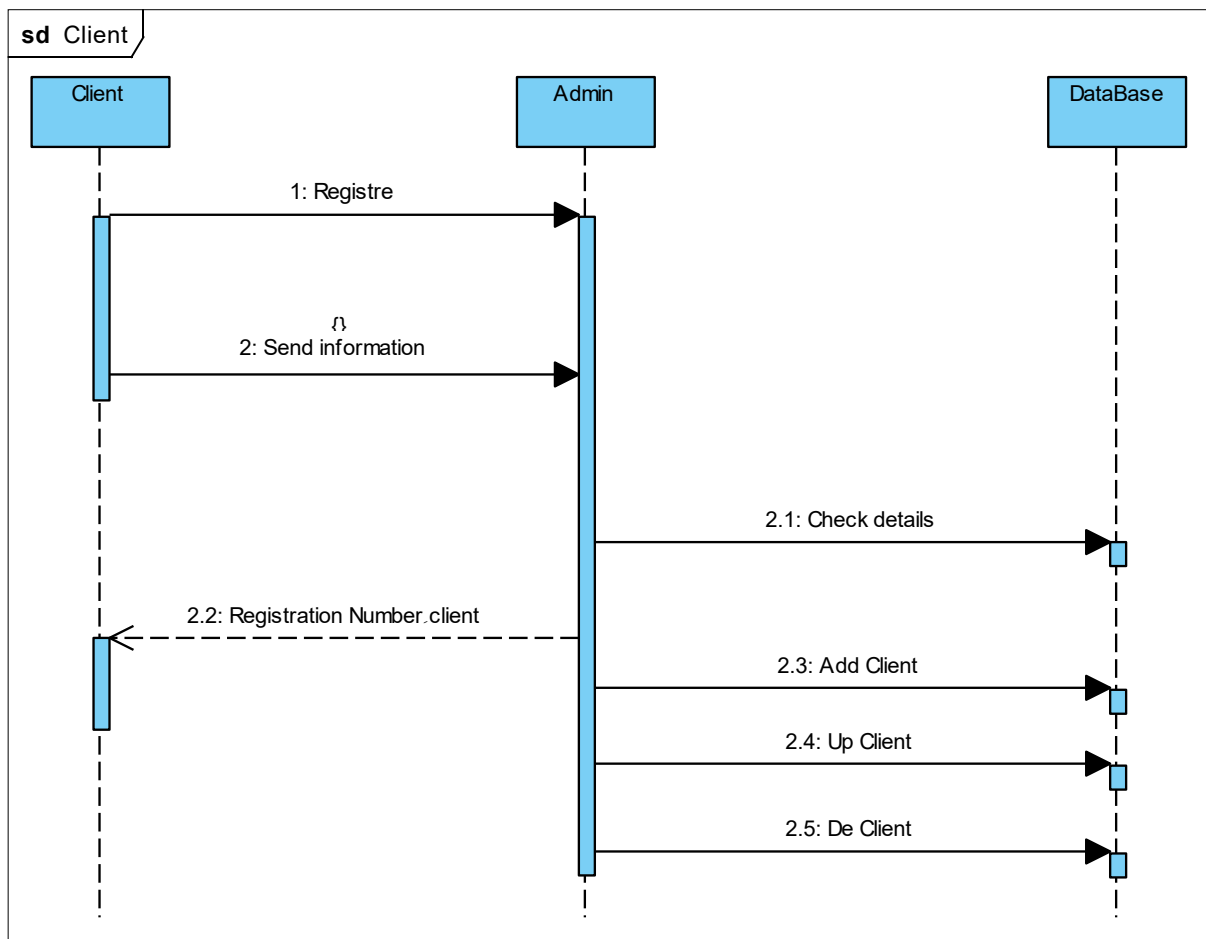 sd Client
Client
Admin
DataBase
1: Registre
{}
2: Send information
2.1: Check details
2.2: Registration Number client
2.3: Add Client
2.4: Up Client
2.5: De Client